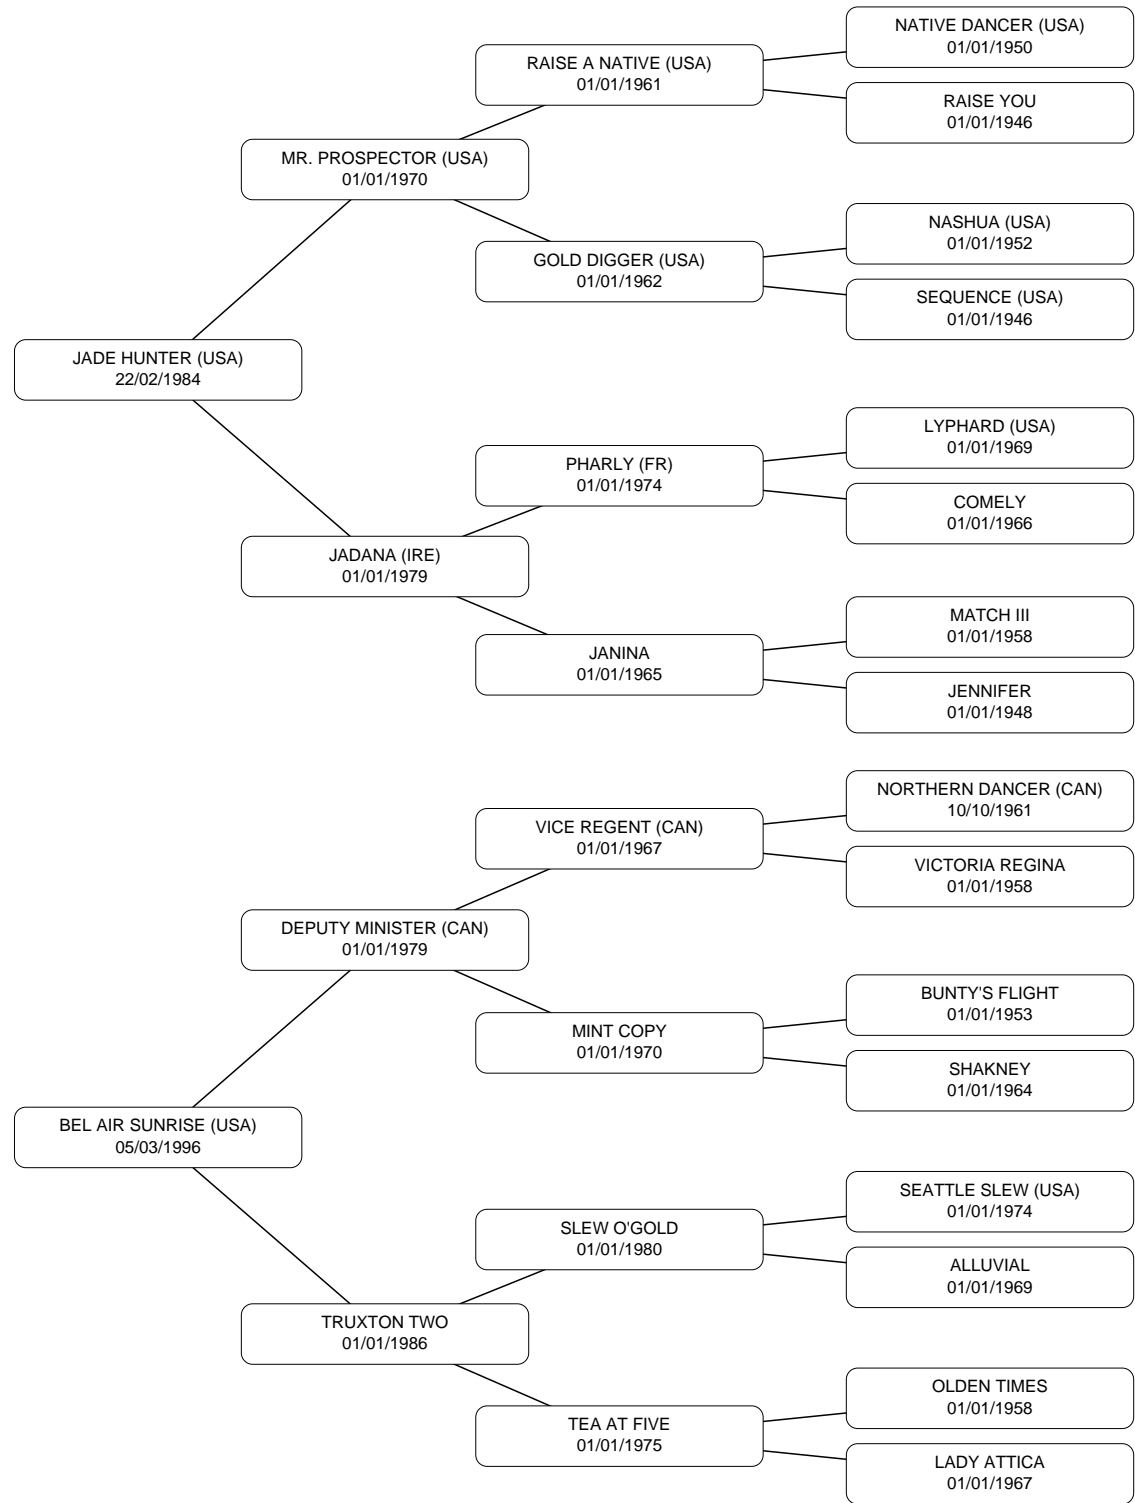 NATIVE DANCER (USA)
01/01/1950
RAISE A NATIVE (USA)
01/01/1961
RAISE YOU
01/01/1946
MR. PROSPECTOR (USA)
01/01/1970
NASHUA (USA)
01/01/1952
GOLD DIGGER (USA)
01/01/1962
SEQUENCE (USA)
01/01/1946
JADE HUNTER (USA)
22/02/1984
LYPHARD (USA)
01/01/1969
PHARLY (FR)
01/01/1974
COMELY
01/01/1966
JADANA (IRE)
01/01/1979
MATCH III
01/01/1958
JANINA
01/01/1965
JENNIFER
01/01/1948
NORTHERN DANCER (CAN)
10/10/1961
VICE REGENT (CAN)
01/01/1967
VICTORIA REGINA
01/01/1958
DEPUTY MINISTER (CAN)
01/01/1979
BUNTY'S FLIGHT
01/01/1953
MINT COPY
01/01/1970
SHAKNEY
01/01/1964
BEL AIR SUNRISE (USA)
05/03/1996
SEATTLE SLEW (USA)
01/01/1974
SLEW O'GOLD
01/01/1980
ALLUVIAL
01/01/1969
TRUXTON TWO
01/01/1986
OLDEN TIMES
01/01/1958
TEA AT FIVE
01/01/1975
LADY ATTICA
01/01/1967